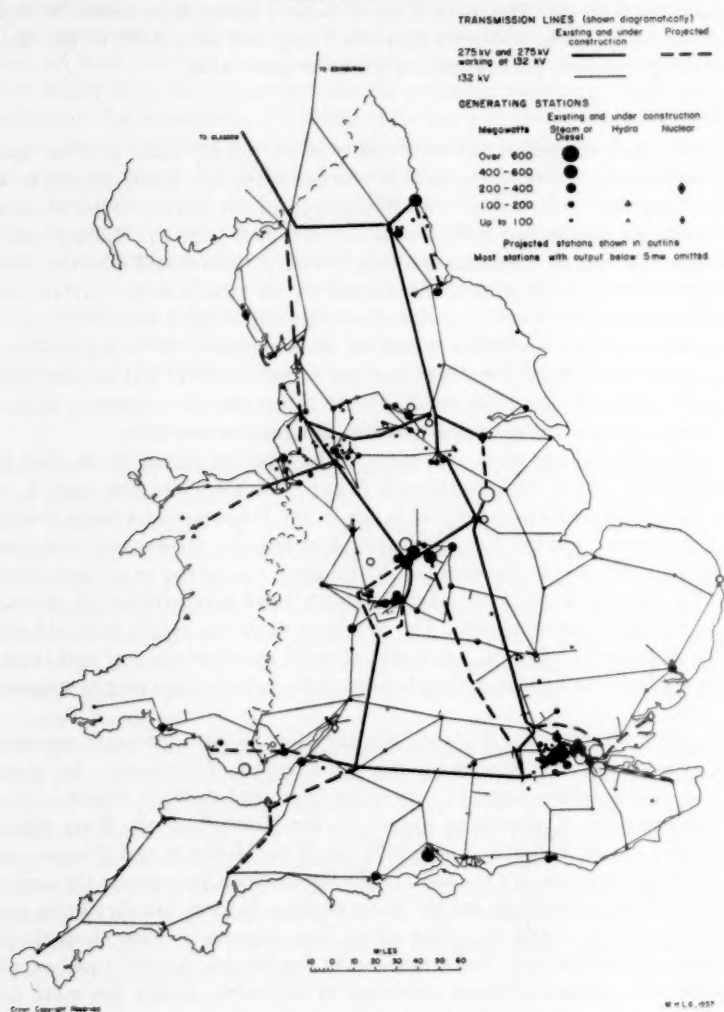 TRANSMISSION LINES (shown diagramatically)
Existing and under construction Projected
275 kV and 275 kV working at 132 kV
132 kV
GENERATING STATIONS
Existing and under construction
Megawatts Steam or Diesel Hydro Nuclear
Over 600
400-600
200-400
100-200
Up to 100
Projected stations shown in outline
Most stations with output below 5 mw omitted
TO EDINBURGH
TO GLASGOW
MILES
10 0 10 20 30 40 50 60
Crown Copyright Reserved
M.H.L.G. 1957